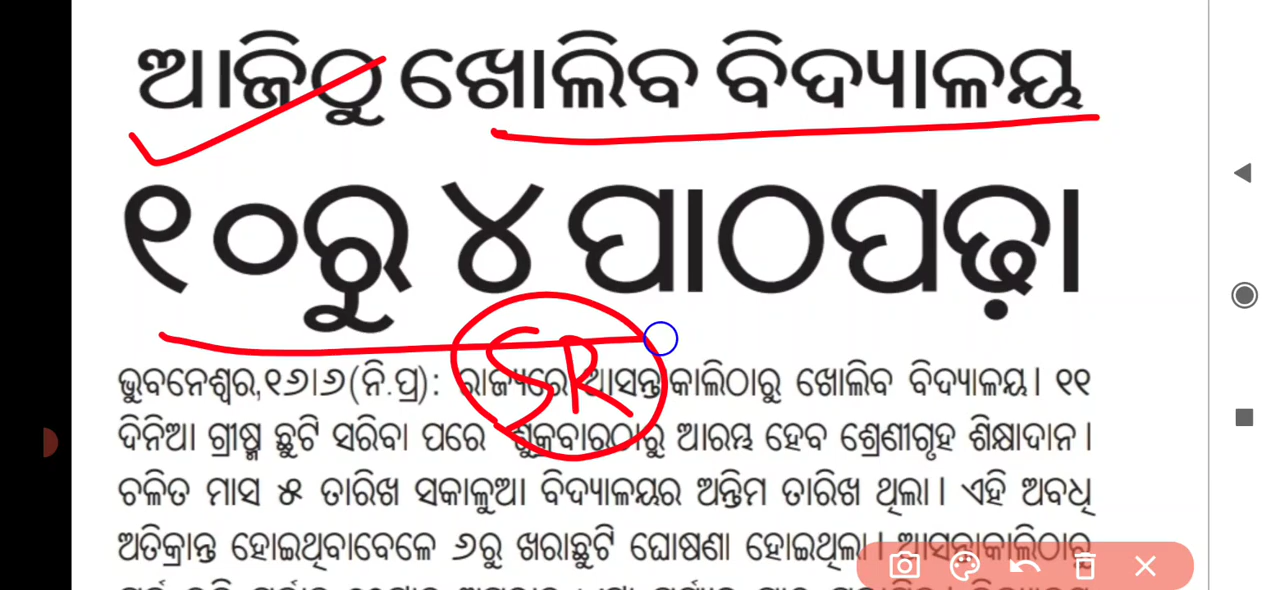 ଆଜିଠୁ ଖୋଲିବ ବିଦ୍ୟାଳୟ
୧୦ରୁ ୪ ପାଠପଢ଼ା
ଭୁବନେଶ୍ୱର,୧୬।୬(ନି.ପ୍ର): ରାଜ୍ୟରେ ଆସନ୍ତାକାଲିଠାରୁ ଖୋଲିବ ବିଦ୍ୟାଳୟ। ୧୧
SR
ଦିନିଆ ଗ୍ରୀଷ୍ମ ଛୁଟି ସରିବା ପରେ ଶୁକ୍ରବାରଠାରୁ ଆରମ୍ଭ ହେବ ଶ୍ରେଣୀଗୃହ ଶିକ୍ଷାଦାନ।
ଚଳିତ ମାସ ୫ ତାରିଖ ସକାଳୁଆ ବିଦ୍ୟାଳୟର ଅନ୍ତିମ ତାରିଖ ଥିଲା। ଏହି ଅବଧି
ଅତିକ୍ରାନ୍ତ ହୋଇଥିବାବେଳେ ୬ରୁ ଖରାଛୁଟି ଘୋଷଣା ହୋଇଥିଲା। ଆସନ୍ତାକାଲିଠାରୁ